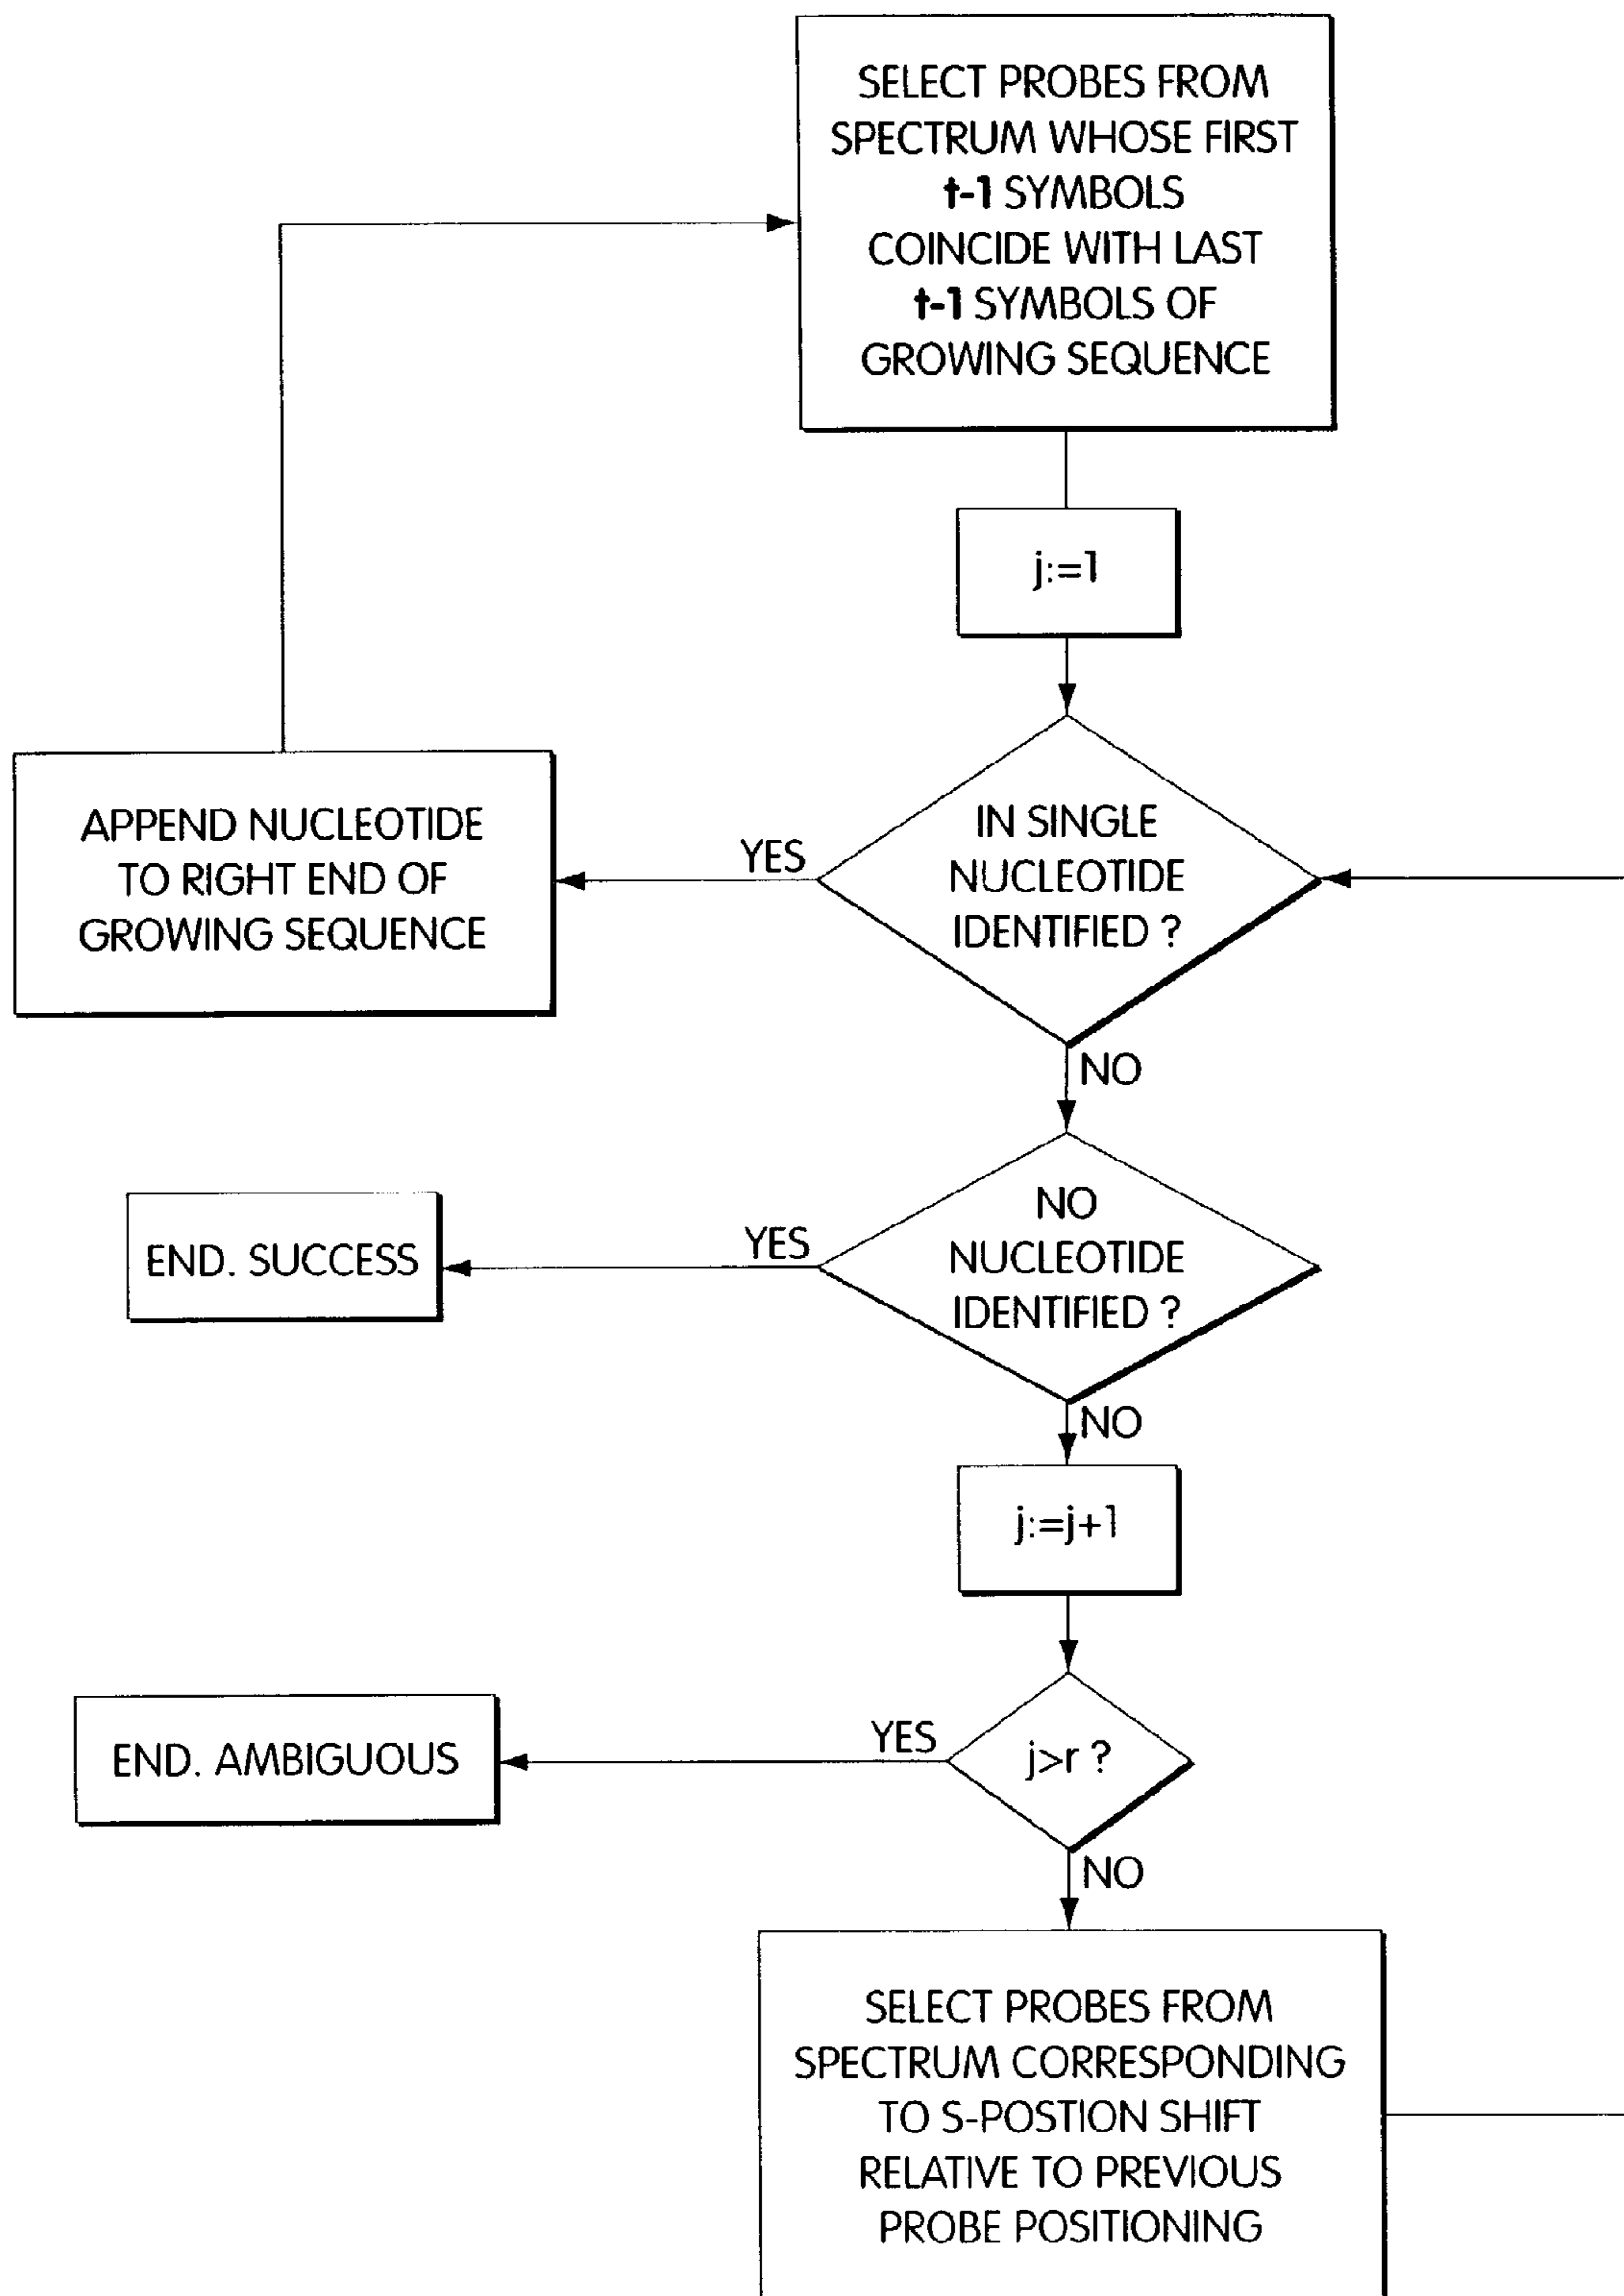 SELECT PROBES FROM
SPECTRUM WHOSE FIRST
t-1 SYMBOLS
COINCIDE WITH LAST
t-1 SYMBOLS OF
GROWING SEQUENCE
j:=1
IN SINGLE
NUCLEOTIDE
IDENTIFIED ?
YES
APPEND NUCLEOTIDE
TO RIGHT END OF
GROWING SEQUENCE
NO
NO
NUCLEOTIDE
IDENTIFIED ?
YES
END. SUCCESS
NO
j:=j+1
j>r ?
YES
END. AMBIGUOUS
NO
SELECT PROBES FROM
SPECTRUM CORRESPONDING
TO S-POSTION SHIFT
RELATIVE TO PREVIOUS
PROBE POSITIONING